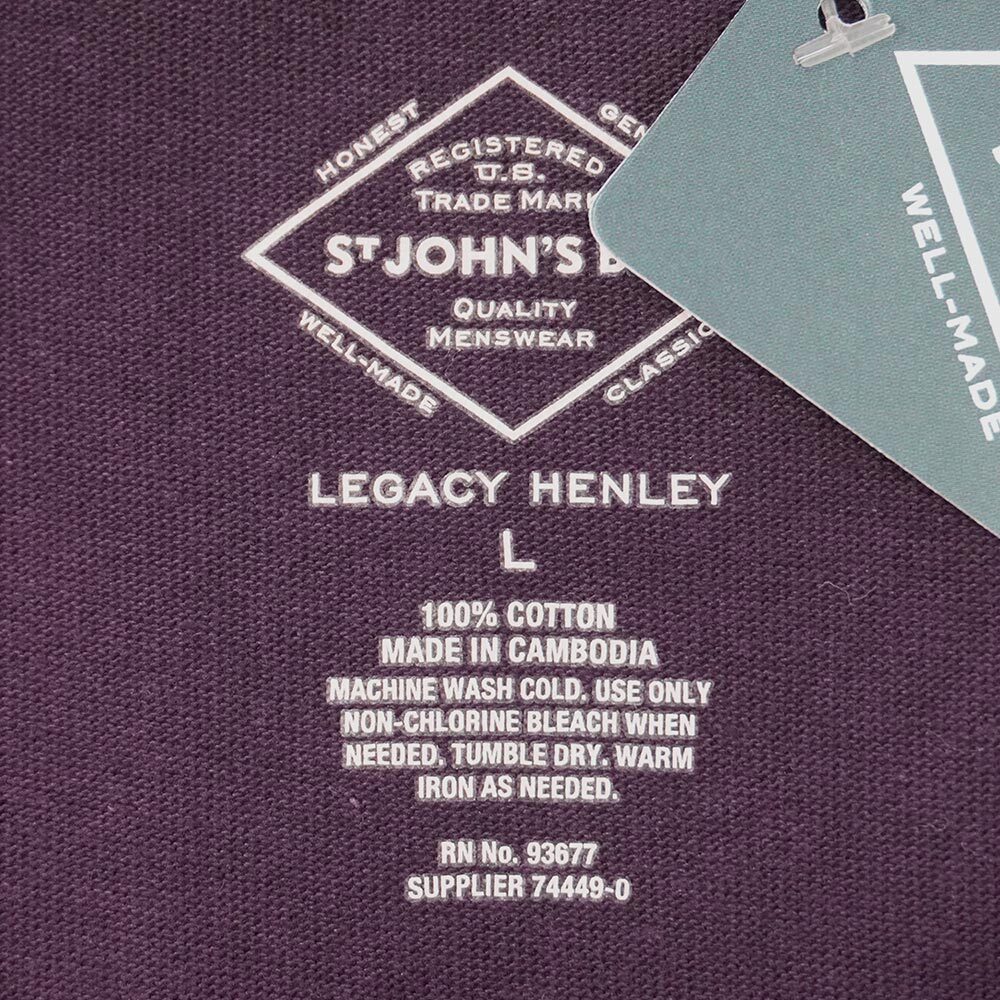 HONEST
REGISTERED
U.S.
TRADE
ST JOHN'S
QUALITY
MENSWEAR
WELL-MADE
CLASSIC
WELL-MADE
LEGACY HENLEY
L
100% COTTON
MADE IN CAMBODIA
MACHINE WASH COLD. USE ONLY
NON-CHLORINE BLEACH WHEN
NEEDED. TUMBLE DRY. WARM
IRON AS NEEDED.
RN No. 93677
SUPPLIER 74449-0